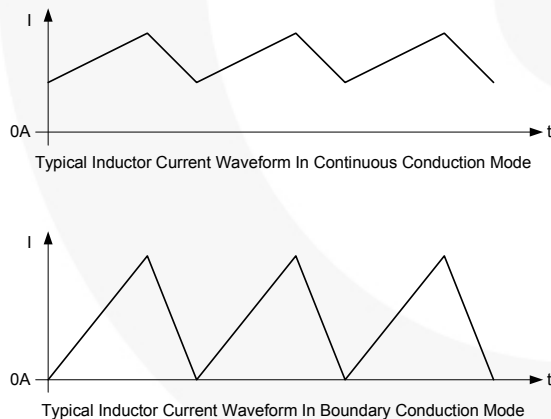 I
0A
t
Typical Inductor Current Waveform In Continuous Conduction Mode
I
0A
t
Typical Inductor Current Waveform In Boundary Conduction Mode